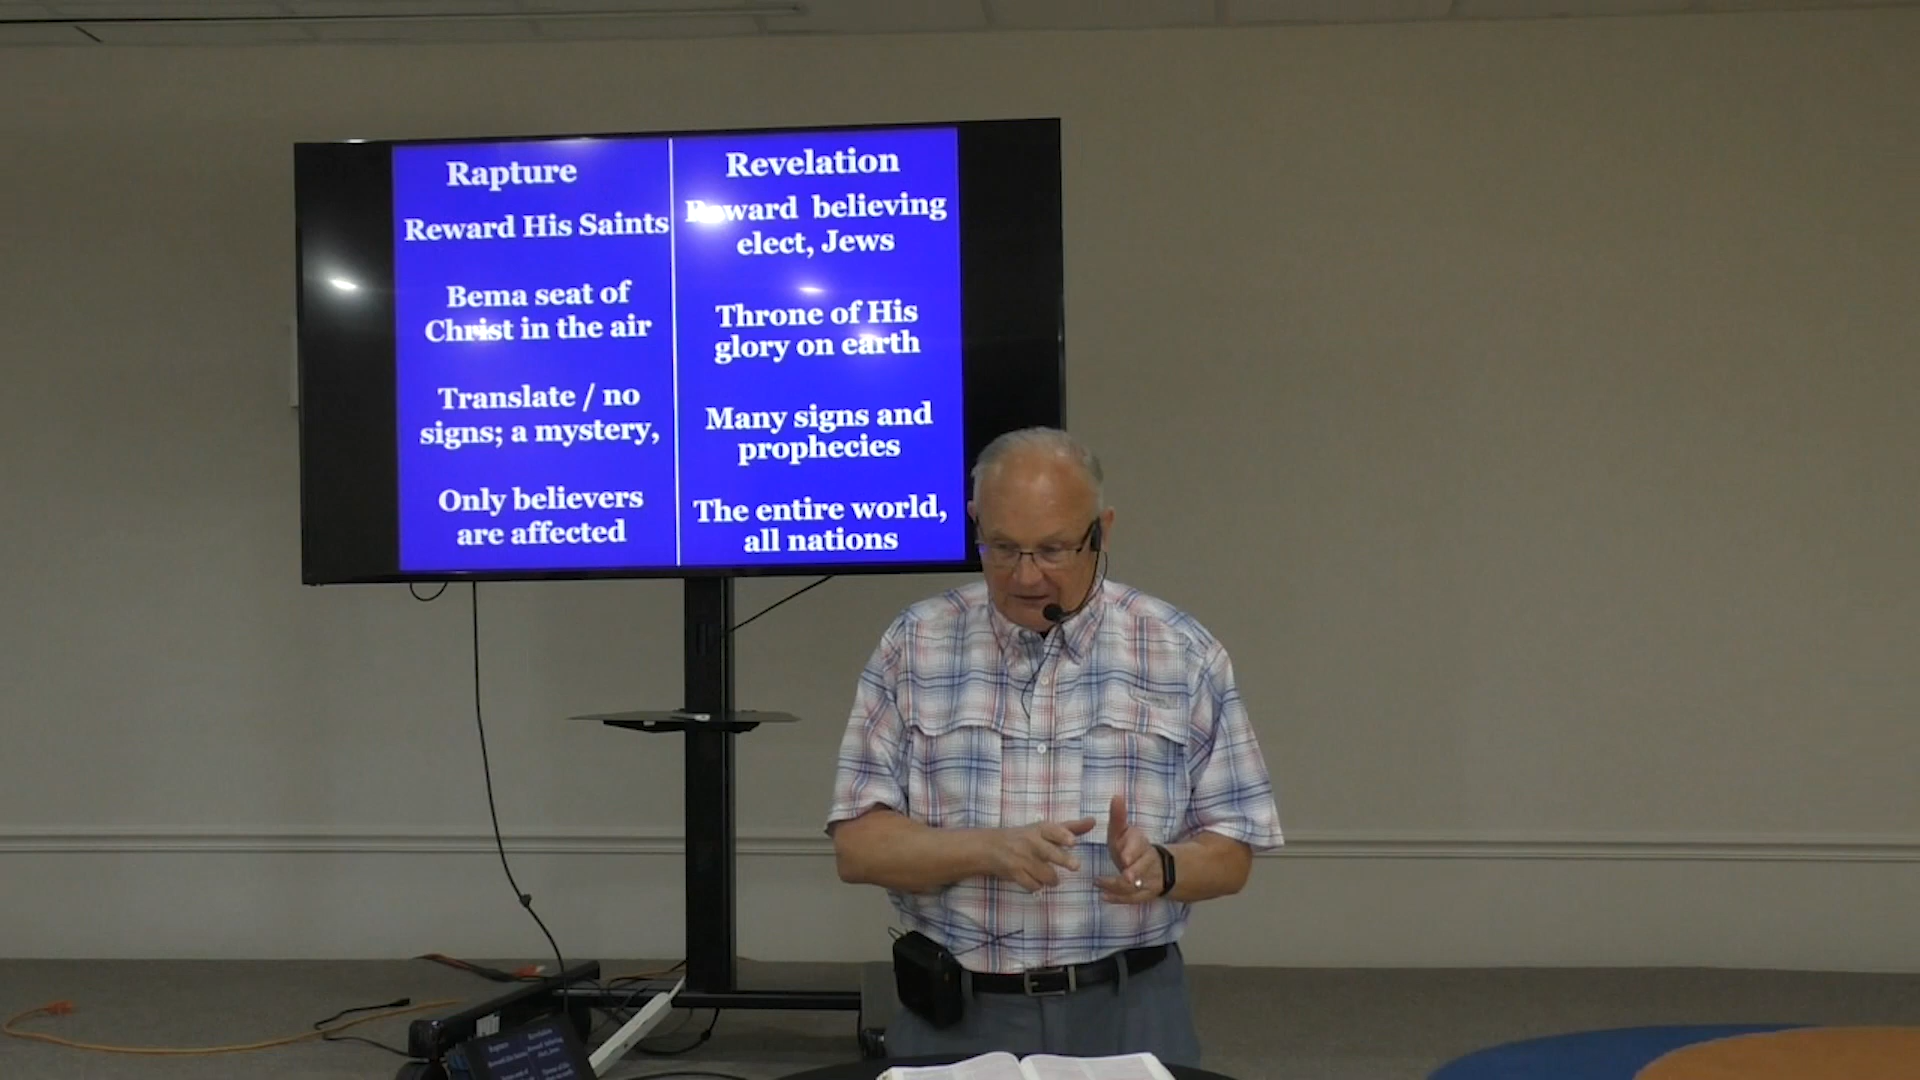 Rapture
Reward His Saints
Bema seat of
Christ in the air
Translate / no
signs; a mystery,
Only believers
are affected
Revelation
Reward believing
elect, Jews
Throne of His
glory on earth
Many signs and
prophecies
The entire world,
all nations